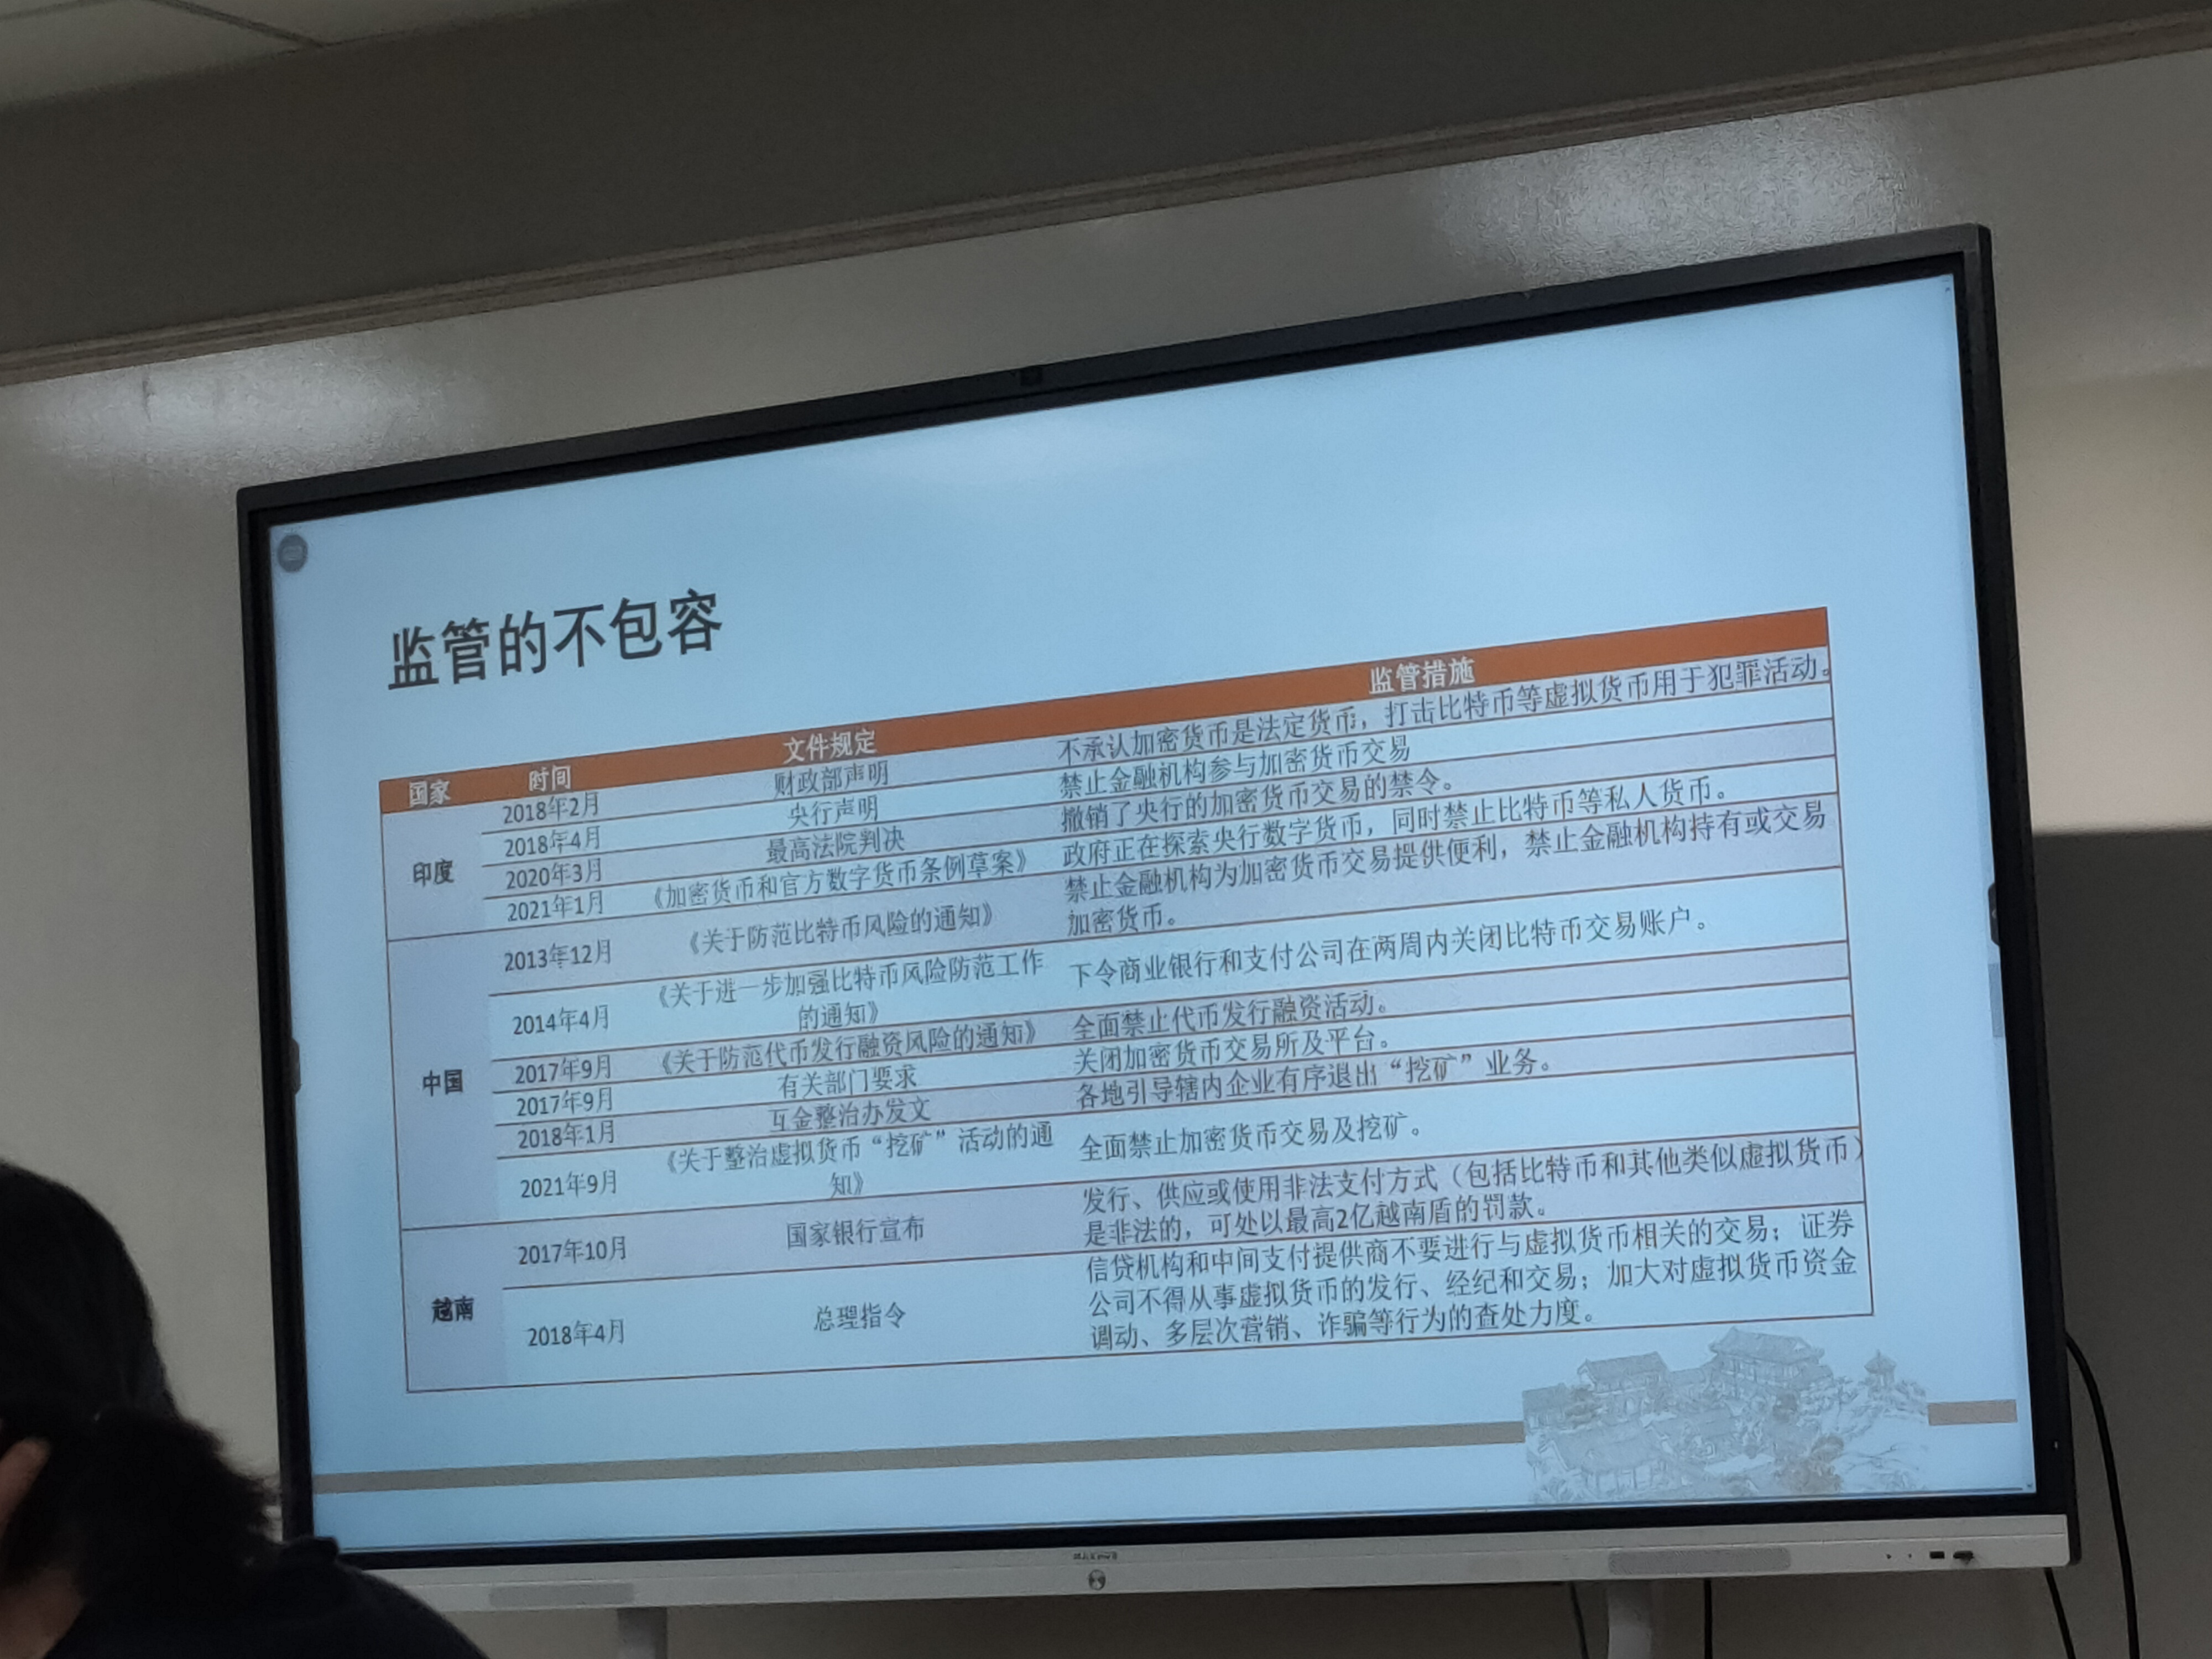 监管的不包容
国家 时间 文件规定 监管措施
印度 2018年2月 财政部声明 不承认加密货币是法定货币，打击比特币等虚拟货币用于犯罪活动。
2018年4月 央行声明 禁止金融机构参与加密货币交易
2020年3月 最高法院判决 撤销了央行的加密货币交易的禁令。
2021年1月 《加密货币和官方数字货币条例草案》 政府正在探索央行数字货币，同时禁止比特币等私人货币。
中国 2013年12月 《关于防范比特币风险的通知》 禁止金融机构为加密货币交易提供便利，禁止金融机构持有或交易
加密货币。
2014年4月 《关于进一步加强比特币风险防范工作
的通知》 下令商业银行和支付公司在两周内关闭比特币交易账户。
2017年9月 《关于防范代币发行融资风险的通知》 全面禁止代币发行融资活动。
2017年9月 有关部门要求 关闭加密货币交易所及平台。
2018年1月 互金整治办发文 各地引导辖内企业有序退出“挖矿”业务。
2021年9月 《关于整治虚拟货币“挖矿”活动的通
知》 全面禁止加密货币交易及挖矿。
越南 2017年10月 国家银行宣布 发行、供应或使用非法支付方式（包括比特币和其他类似虚拟货币）
是非法的，可处以最高2亿越南盾的罚款。
2018年4月 总理指令 信贷机构和中间支付提供商不要进行与虚拟货币相关的交易；证券
公司不得从事虚拟货币的发行、经纪和交易；加大对虚拟货币资金
调动、多层次营销、诈骗等行为的查处力度。